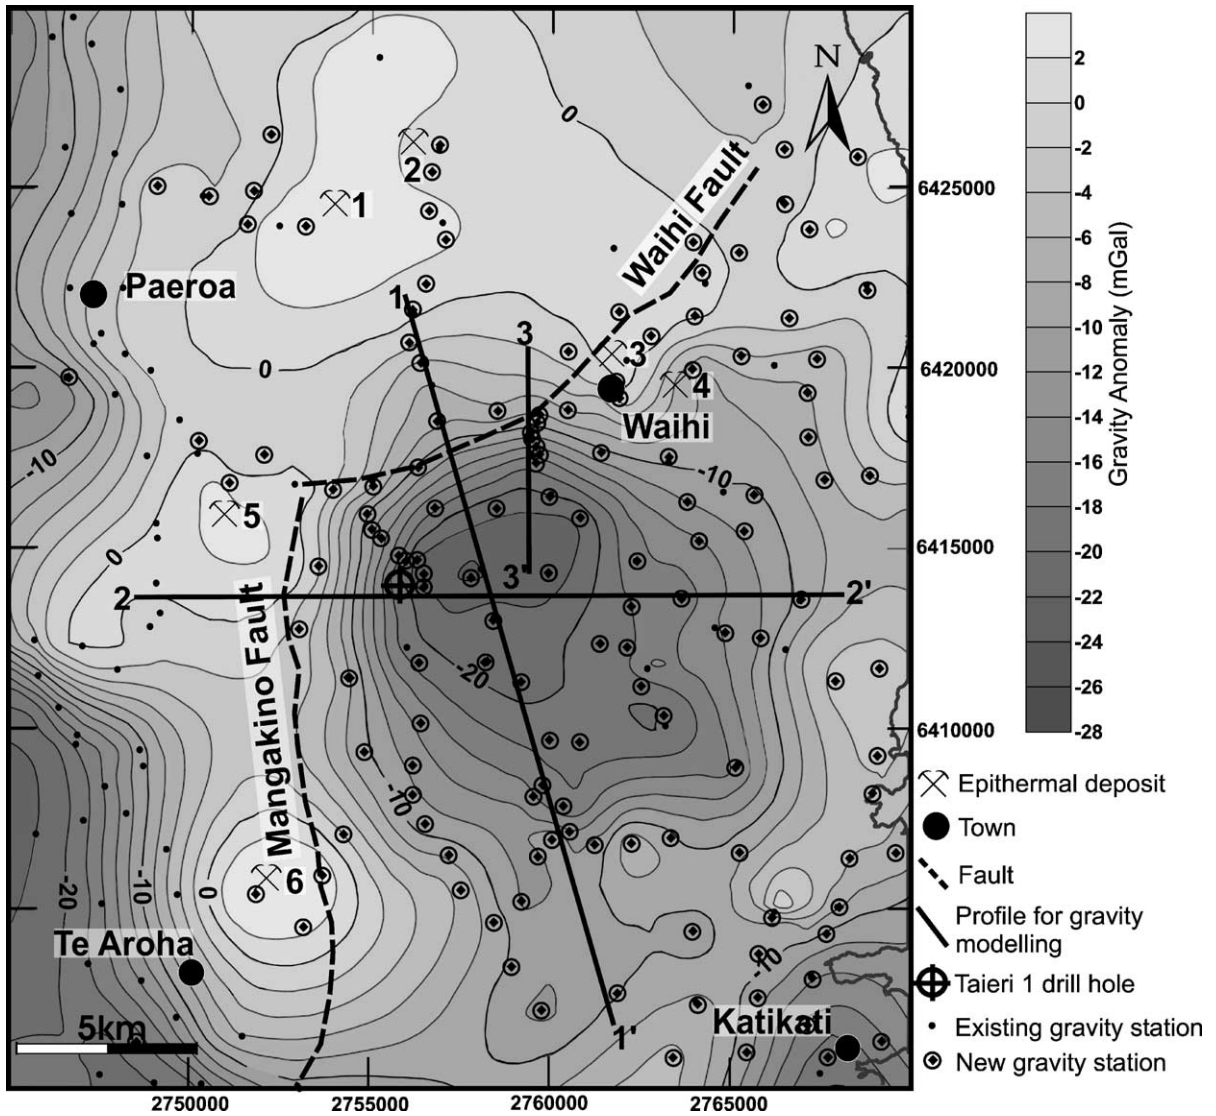 N
2
0
-2
-4
-6
-8
-10
-12
-14
-16
-18
-20
-22
-24
-26
-28
Gravity Anomaly (mGal)
0
2
1
Waihi Fault
6425000
Paeroa
1
3
3
6420000
0
4
Waihi
-10
-10
5
0
6415000
3'
2
2'
Mangakino Fault
-20
6410000
-10
6
0
-10
-20
Te Aroha
-10
5km
1'
Katikati
2750000
2755000
2760000
2765000
Epithermal deposit
Town
Fault
Profile for gravity
modelling
Taieri 1 drill hole
Existing gravity station
New gravity station